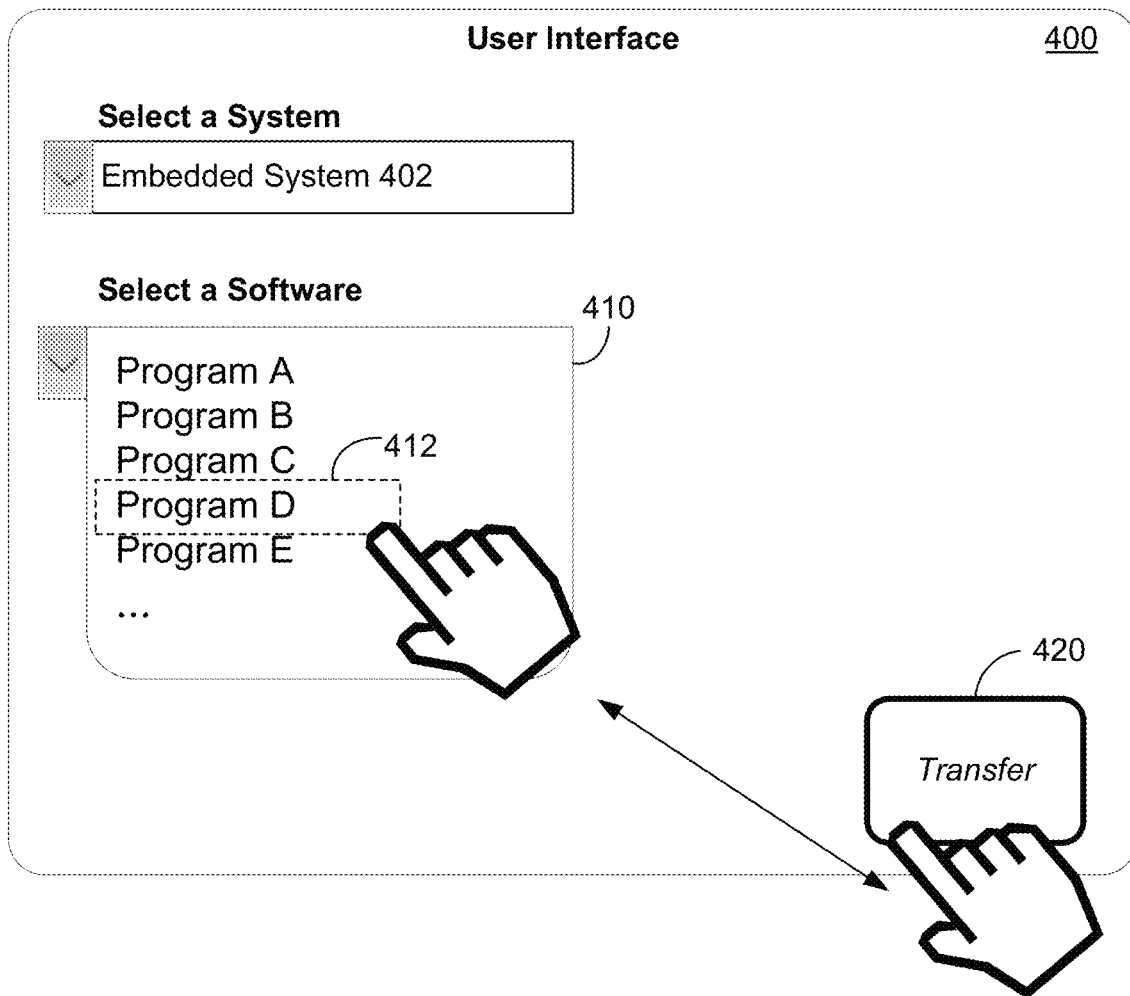 User Interface
400
Select a System
Embedded System 402
Select a Software
410
Program A
Program B
Program C
412
Program D
Program E
...
420
Transfer